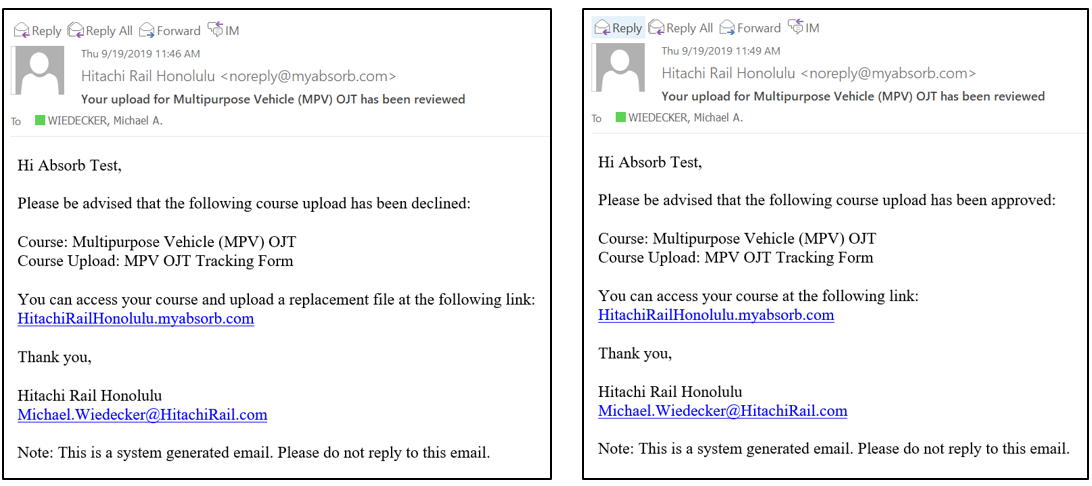 Reply Reply All Forward IM
Thu 9/19/2019 11:46 AM
Hitachi Rail Honolulu <noreply@myabsorb.com>
Your upload for Multipurpose Vehicle (MPV) OJT has been reviewed
To WIEDECKER, Michael A.
Hi Absorb Test,
Please be advised that the following course upload has been declined:
Course: Multipurpose Vehicle (MPV) OJT
Course Upload: MPV OJT Tracking Form
You can access your course and upload a replacement file at the following link:
HitachiRailHonolulu.myabsorb.com
Thank you,
Hitachi Rail Honolulu
Michael.Wiedecker@HitachiRail.com
Note: This is a system generated email. Please do not reply to this email.
Reply Reply All Forward IM
Thu 9/19/2019 11:49 AM
Hitachi Rail Honolulu <noreply@myabsorb.com>
Your upload for Multipurpose Vehicle (MPV) OJT has been reviewed
To WIEDECKER, Michael A.
Hi Absorb Test,
Please be advised that the following course upload has been approved:
Course: Multipurpose Vehicle (MPV) OJT
Course Upload: MPV OJT Tracking Form
You can access your course at the following link:
HitachiRailHonolulu.myabsorb.com
Thank you,
Hitachi Rail Honolulu
Michael.Wiedecker@HitachiRail.com
Note: This is a system generated email. Please do not reply to this email.